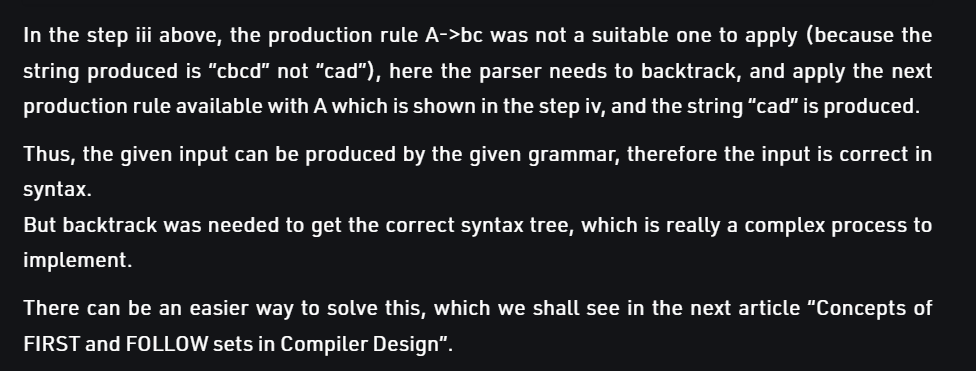 In the step iii above, the production rule A->bc was not a suitable one to apply (because the
string produced is “cbcd” not “cad”), here the parser needs to backtrack, and apply the next
production rule available with A which is shown in the step iv, and the string “cad” is produced.
Thus, the given input can be produced by the given grammar, therefore the input is correct in
syntax.
But backtrack was needed to get the correct syntax tree, which is really a complex process to
implement.
There can be an easier way to solve this, which we shall see in the next article “Concepts of
FIRST and FOLLOW sets in Compiler Design”.